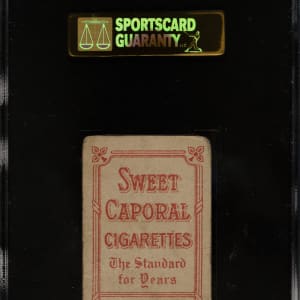 SPORTSCARD
GUARANTY
SWEET
CAPORAL
CIGARETTES
The Standard
for Years